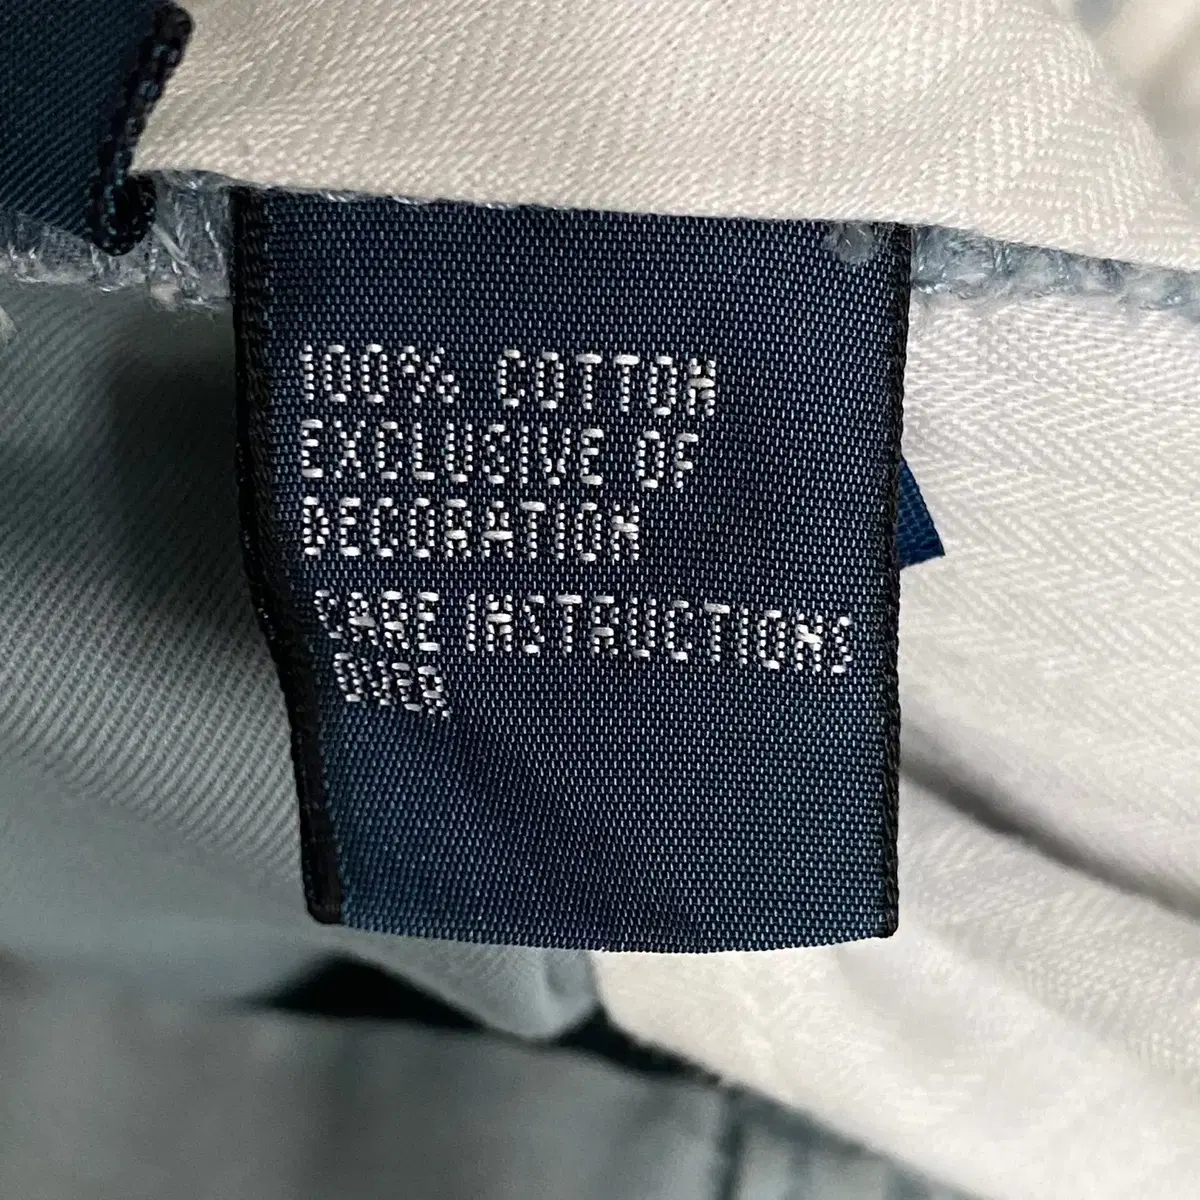 100% COTTON
EXCLUSIVE OF
DECORATION
CARE INSTRUCTIONS
OVER